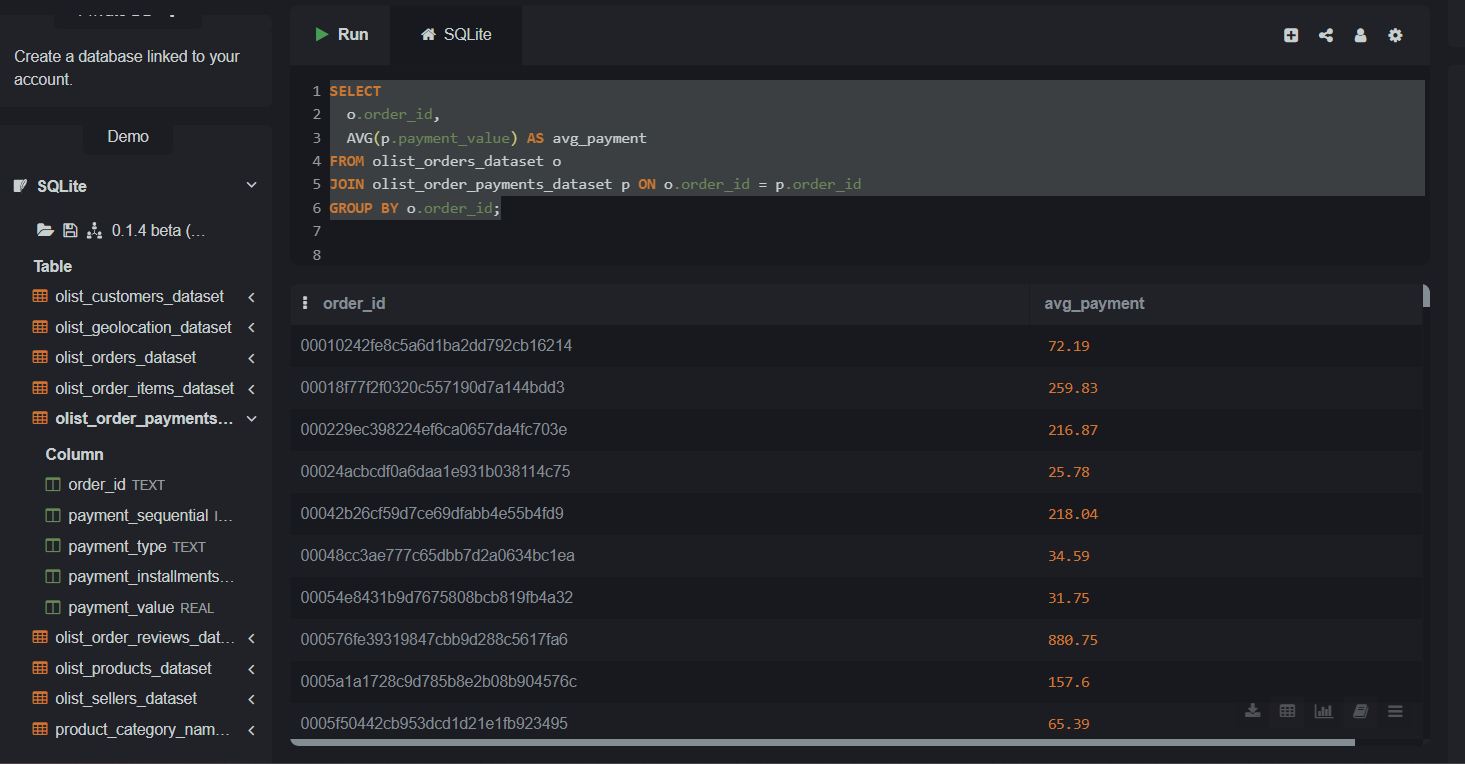 Create a database linked to your
account.
Demo
SQLite
0.1.4 beta (...
Table
olist_customers_dataset
olist_geolocation_dataset
olist_orders_dataset
olist_order_items_dataset
olist_order_payments...
Column
order_id TEXT
payment_sequential I...
payment_type TEXT
payment_installments...
payment_value REAL
olist_order_reviews_dat...
olist_products_dataset
olist_sellers_dataset
product_category_nam...
Run
SQLite
1 SELECT
2 o.order_id,
3 AVG(p.payment_value) AS avg_payment
4 FROM olist_orders_dataset o
5 JOIN olist_order_payments_dataset p ON o.order_id = p.order_id
6 GROUP BY o.order_id;
7
8
order_id avg_payment
00010242fe8c5a6d1ba2dd792cb16214 72.19
00018f77f2f0320c557190d7a144bdd3 259.83
000229ec398224ef6ca0657da4fc703e 216.87
00024acbcdf0a6daa1e931b038114c75 25.78
00042b26cf59d7ce69dfabb4e55b4fd9 218.04
00048cc3ae777c65dbb7d2a0634bc1ea 34.59
00054e8431b9d7675808bcb819fb4a32 31.75
000576fe39319847cbb9d288c5617fa6 880.75
0005a1a1728c9d785b8e2b08b904576c 157.6
0005f50442cb953dcd1d21e1fb923495 65.39